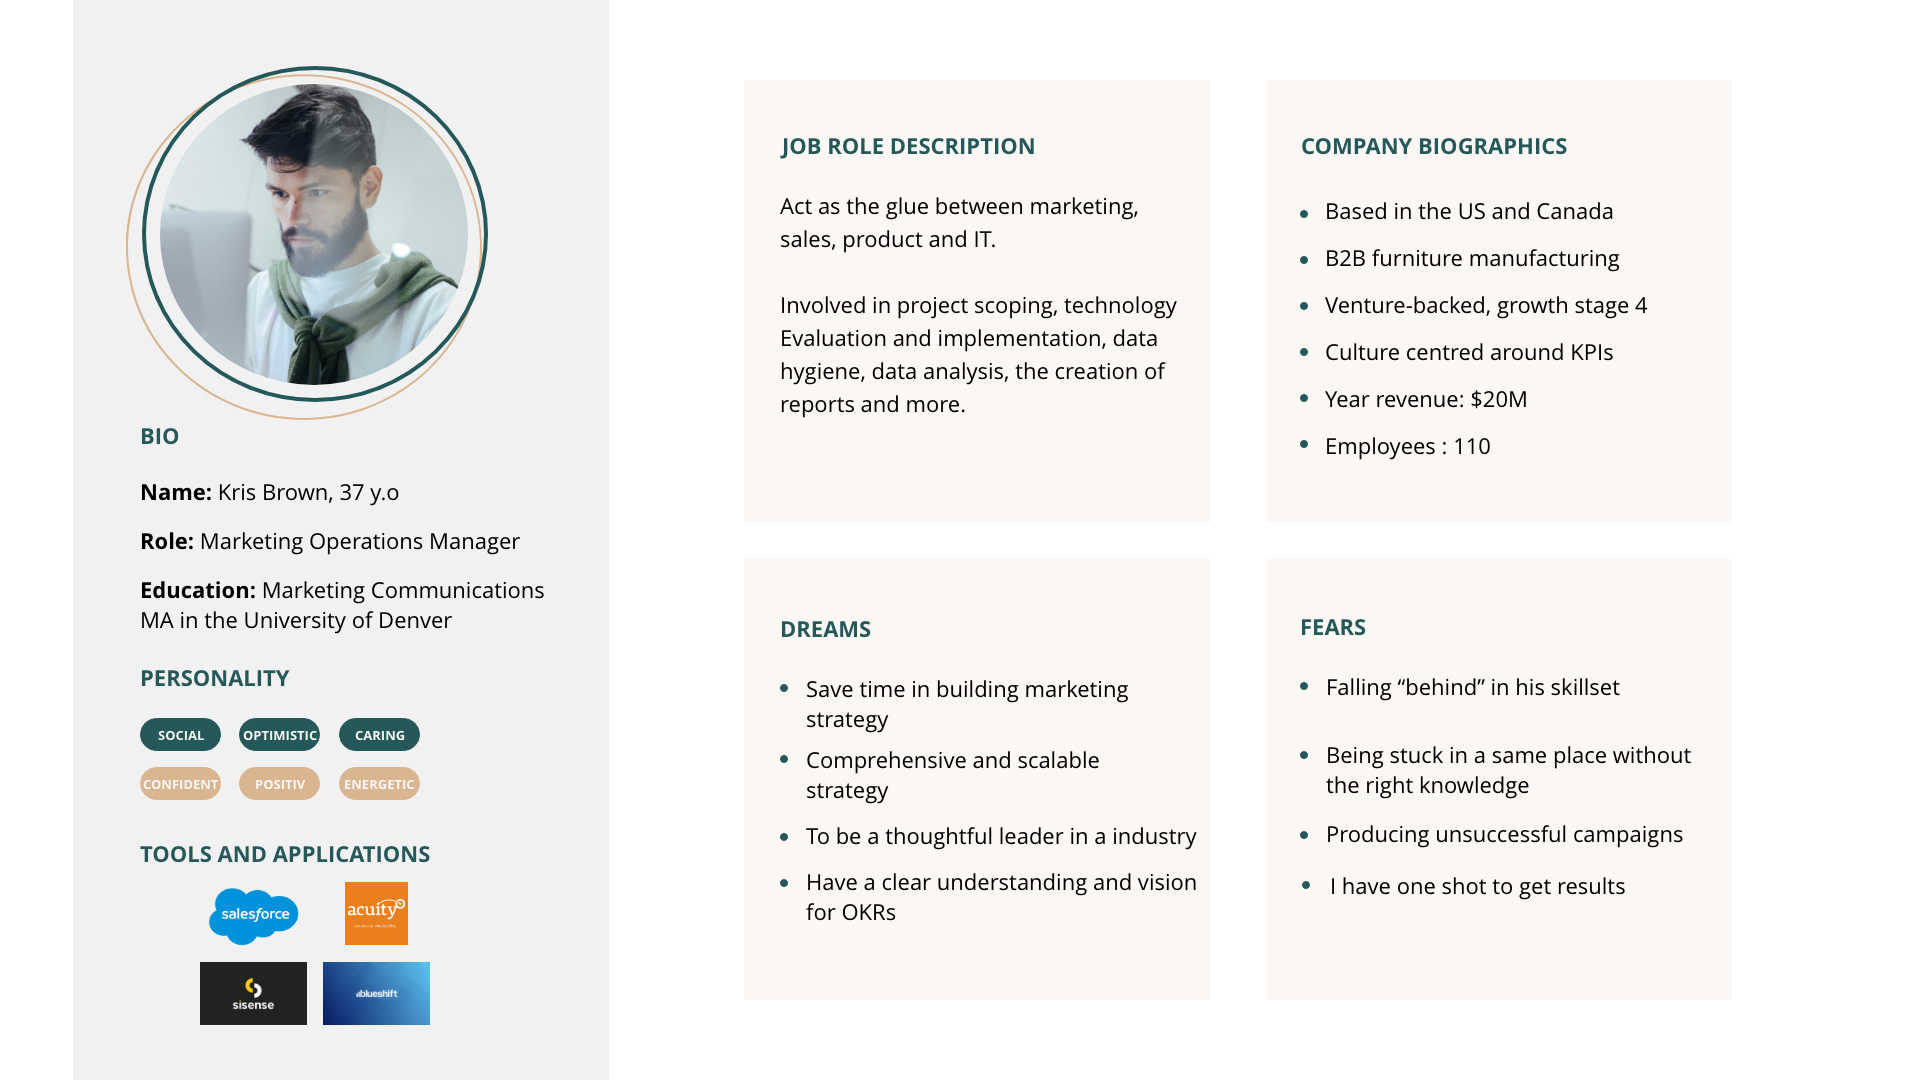 BIO
Name: Kris Brown, 37 y.o
Role: Marketing Operations Manager
Education: Marketing Communications
MA in the University of Denver
PERSONALITY
SOCIAL OPTIMISTIC CARING
CONFIDENT POSITIV ENERGETIC
TOOLS AND APPLICATIONS
salesforce
acuity
sisense
blueshift
JOB ROLE DESCRIPTION
Act as the glue between marketing,
sales, product and IT.
Involved in project scoping, technology
Evaluation and implementation, data
hygiene, data analysis, the creation of
reports and more.
COMPANY BIOGRAPHICS
Based in the US and Canada
B2B furniture manufacturing
Venture-backed, growth stage 4
Culture centred around KPIs
Year revenue: $20M
Employees : 110
DREAMS
Save time in building marketing
strategy
Comprehensive and scalable
strategy
To be a thoughtful leader in a industry
Have a clear understanding and vision
for OKRs
FEARS
Falling “behind” in his skillset
Being stuck in a same place without
the right knowledge
Producing unsuccessful campaigns
I have one shot to get results